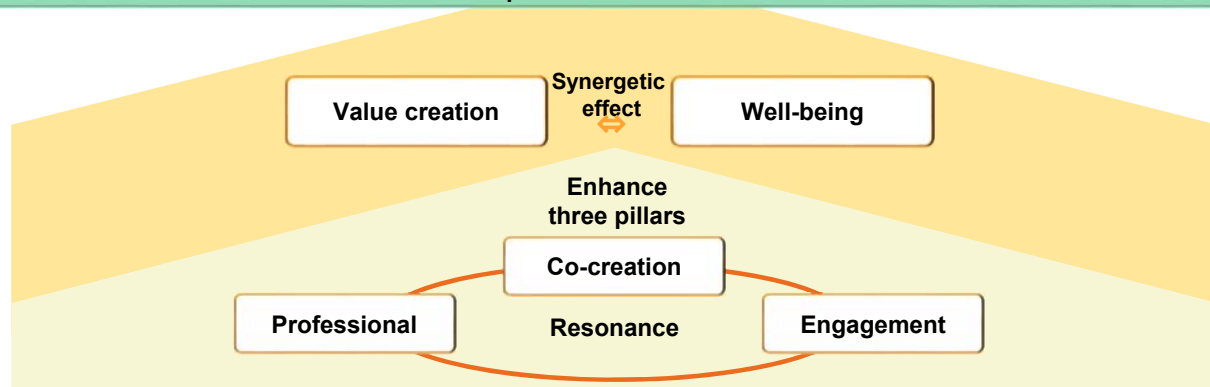 Synergetic
effect
Value creation
Well-being
Enhance
three pillars
Co-creation
Professional
Resonance
Engagement